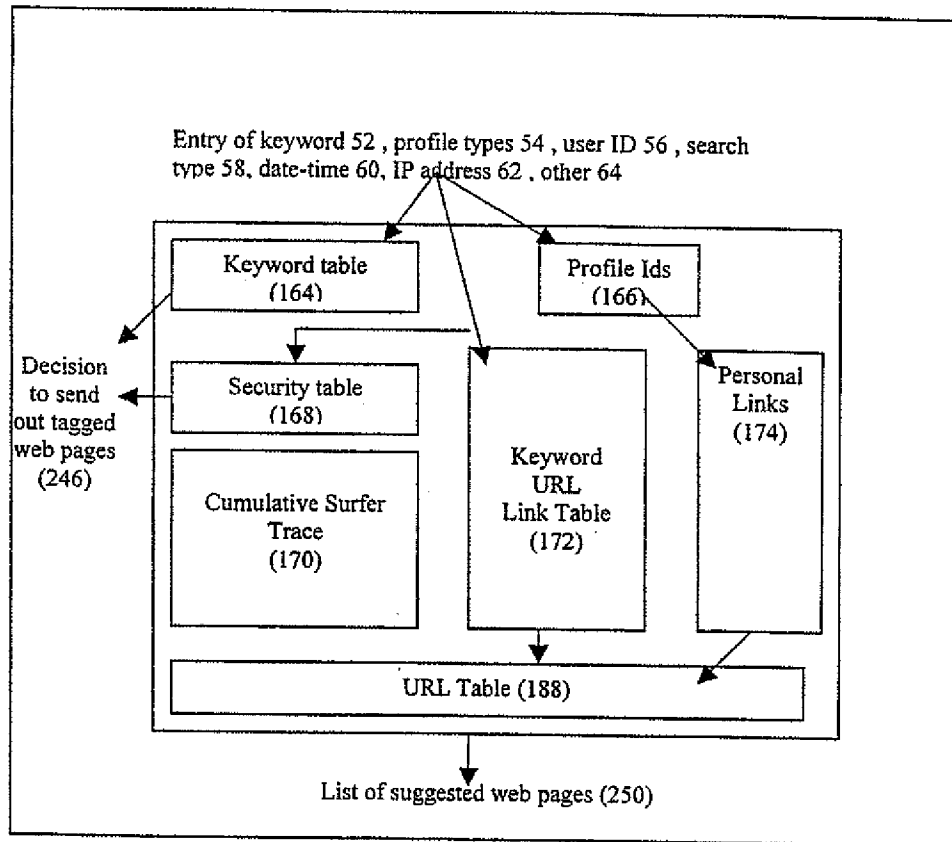 Entry of keyword 52 , profile types 54 , user ID 56 , search
type 58, date-time 60, IP address 62 , other 64
Keyword table
(164)
Profile Ids
(166)
Decision
to send
out tagged
web pages
(246)
Security table
(168)
Cumulative Surfer
Trace
(170)
Keyword
URL
Link Table
(172)
Personal
Links
(174)
URL Table (188)
List of suggested web pages (250)